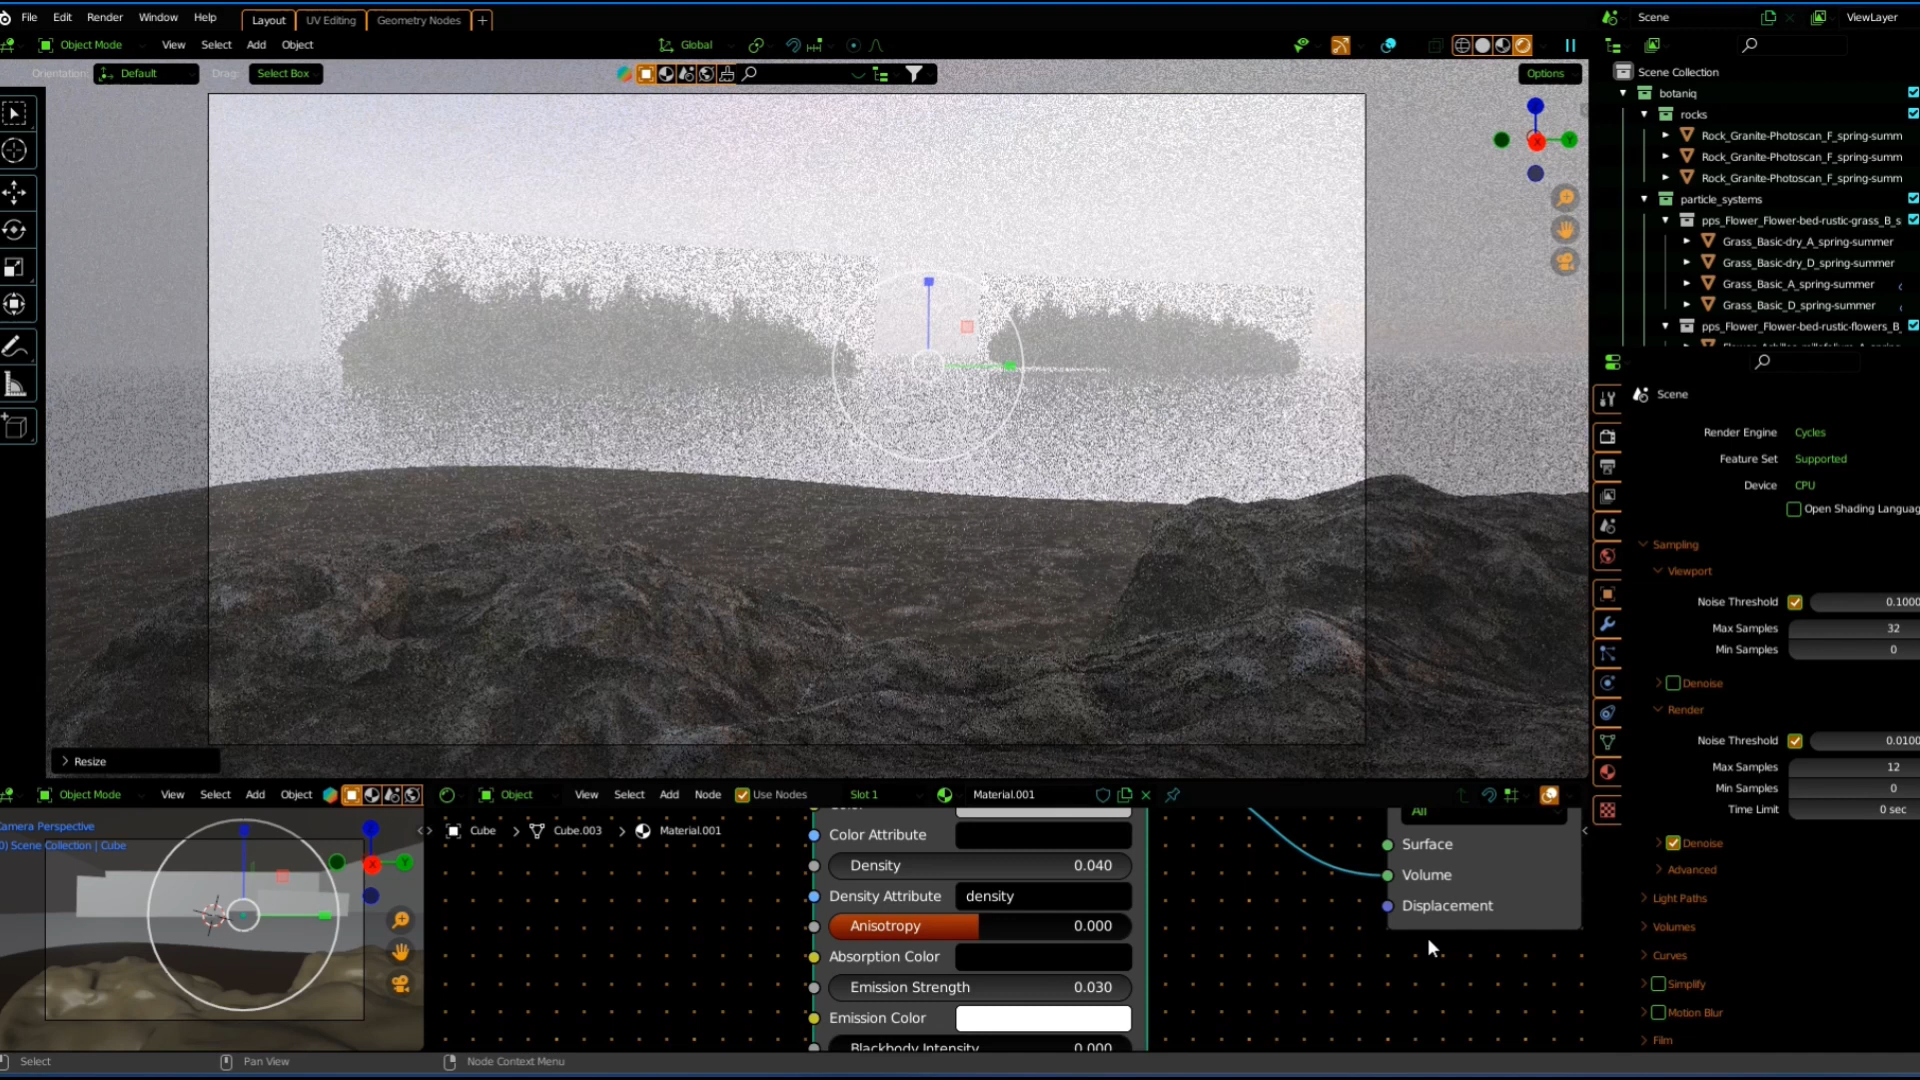 File Edit Render Window Help Layout UV Editing Geometry Nodes + Scene ViewLayer
Object Mode View Select Add Object Global
Orientation: Default Drag: Select Box Options
Scene Collection
botaniq
rocks
Rock_Granite-Photoscan_F_spring-summ
Rock_Granite-Photoscan_F_spring-summ
Rock_Granite-Photoscan_F_spring-summ
particle_systems
pps_Flower_Flower-bed-rustic-grass_B_s
Grass_Basic-dry_A_spring-summer
Grass_Basic-dry_D_spring-summer
Grass_Basic_A_spring-summer
Grass_Basic_D_spring-summer
pps_Flower_Flower-bed-rustic-flowers_B_
Scene
Render Engine Cycles
Feature Set Supported
Device CPU
Open Shading Languag
Sampling
Viewport
Noise Threshold 0.1000
Max Samples 32
Min Samples 0
Denoise
Render
Noise Threshold 0.0100
Max Samples 12
Min Samples 0
Time Limit 0 sec
Denoise
Advanced
Light Paths
Volumes
Curves
Simplify
Motion Blur
Film
Resize
Object Mode View Select Add Object
Camera Perspective
0) Scene Collection | Cube
Object View Select Add Node Use Nodes Slot 1 Material.001
Cube > Cube.003 > Material.001
Color Attribute
Density 0.040
Density Attribute density
Anisotropy 0.000
Absorption Color
Emission Strength 0.030
Emission Color
Blackbody Intensity 0.000
All
Surface
Volume
Displacement
Select Pan View Node Context Menu